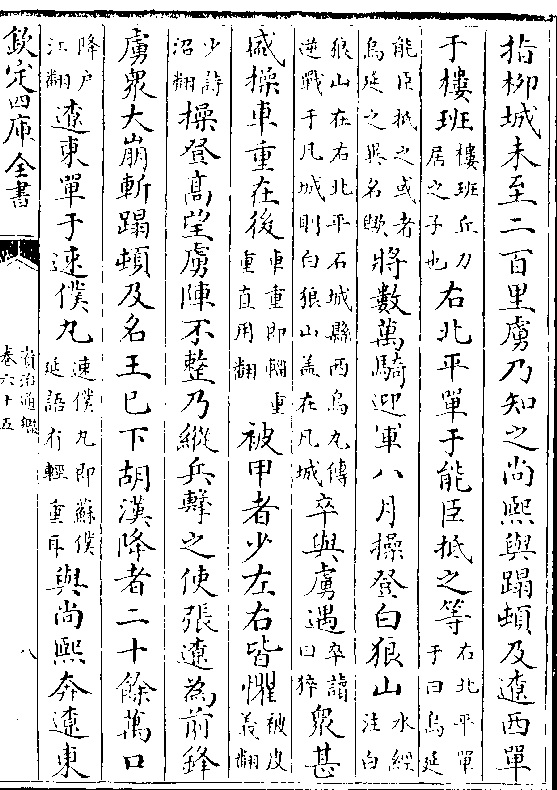 指柳城未至二百里虜乃知之尚熙與蹋頓及遼西單
于樓班樓班丘力居之子也右北平單于能臣抵之等右北平單于曰烏延
能臣抵之或者烏延之異名歟將數萬騎迎軍八月操登白狼山水經注白
狼山在右北平石城縣西烏丸傳逆戰于凡城則白狼山盖在凡城卒與虜遇卒讀曰猝衆甚
盛操車重在後車重即輜重重直用翻被甲者少左右皆懼被皮義翻
少詩沼翻操登髙望虜陣不整乃縱兵擊之使張遼為前鋒
虜衆大崩斬蹋頓及名王已下胡漢降者二十餘萬口
降户江翻遼東單于速僕丸速僕丸即蘇僕延語有輕重耳與尚熙奔遼東
欽定四庫全書
資治通鑑
卷六十五
八